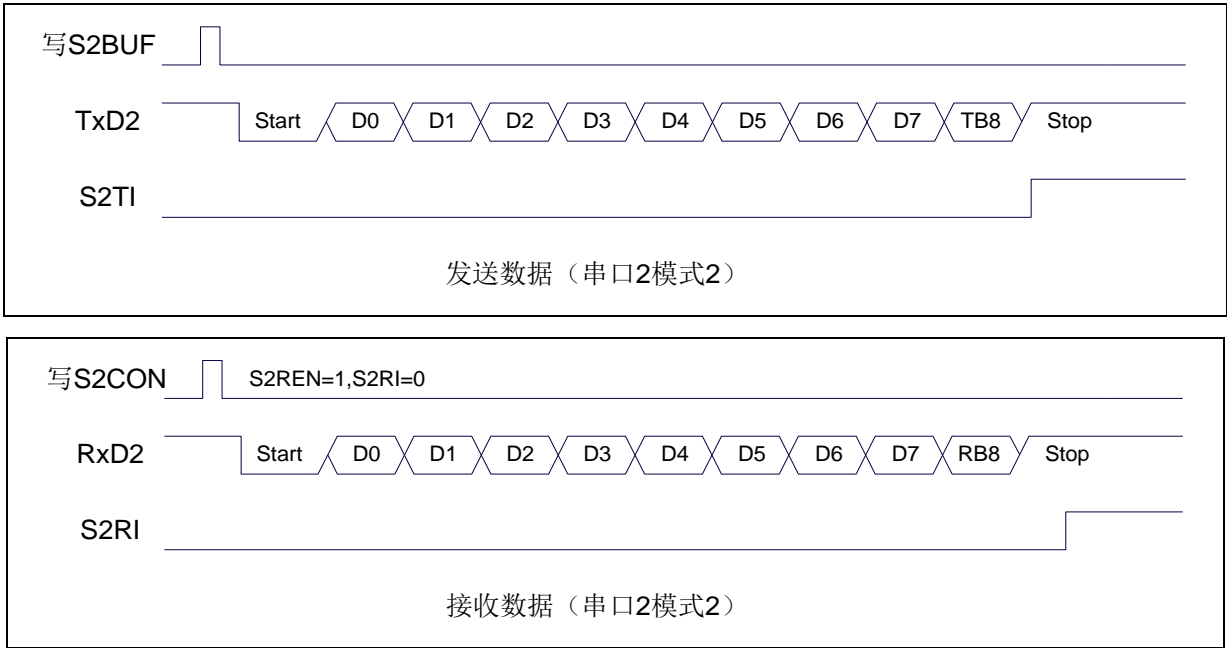 写S2BUF
TxD2 Start D0 D1 D2 D3 D4 D5 D6 D7 TB8 Stop
S2TI
发送数据（串口2模式2）
写S2CON S2REN=1,S2RI=0
RxD2 Start D0 D1 D2 D3 D4 D5 D6 D7 RB8 Stop
S2RI
接收数据（串口2模式2）